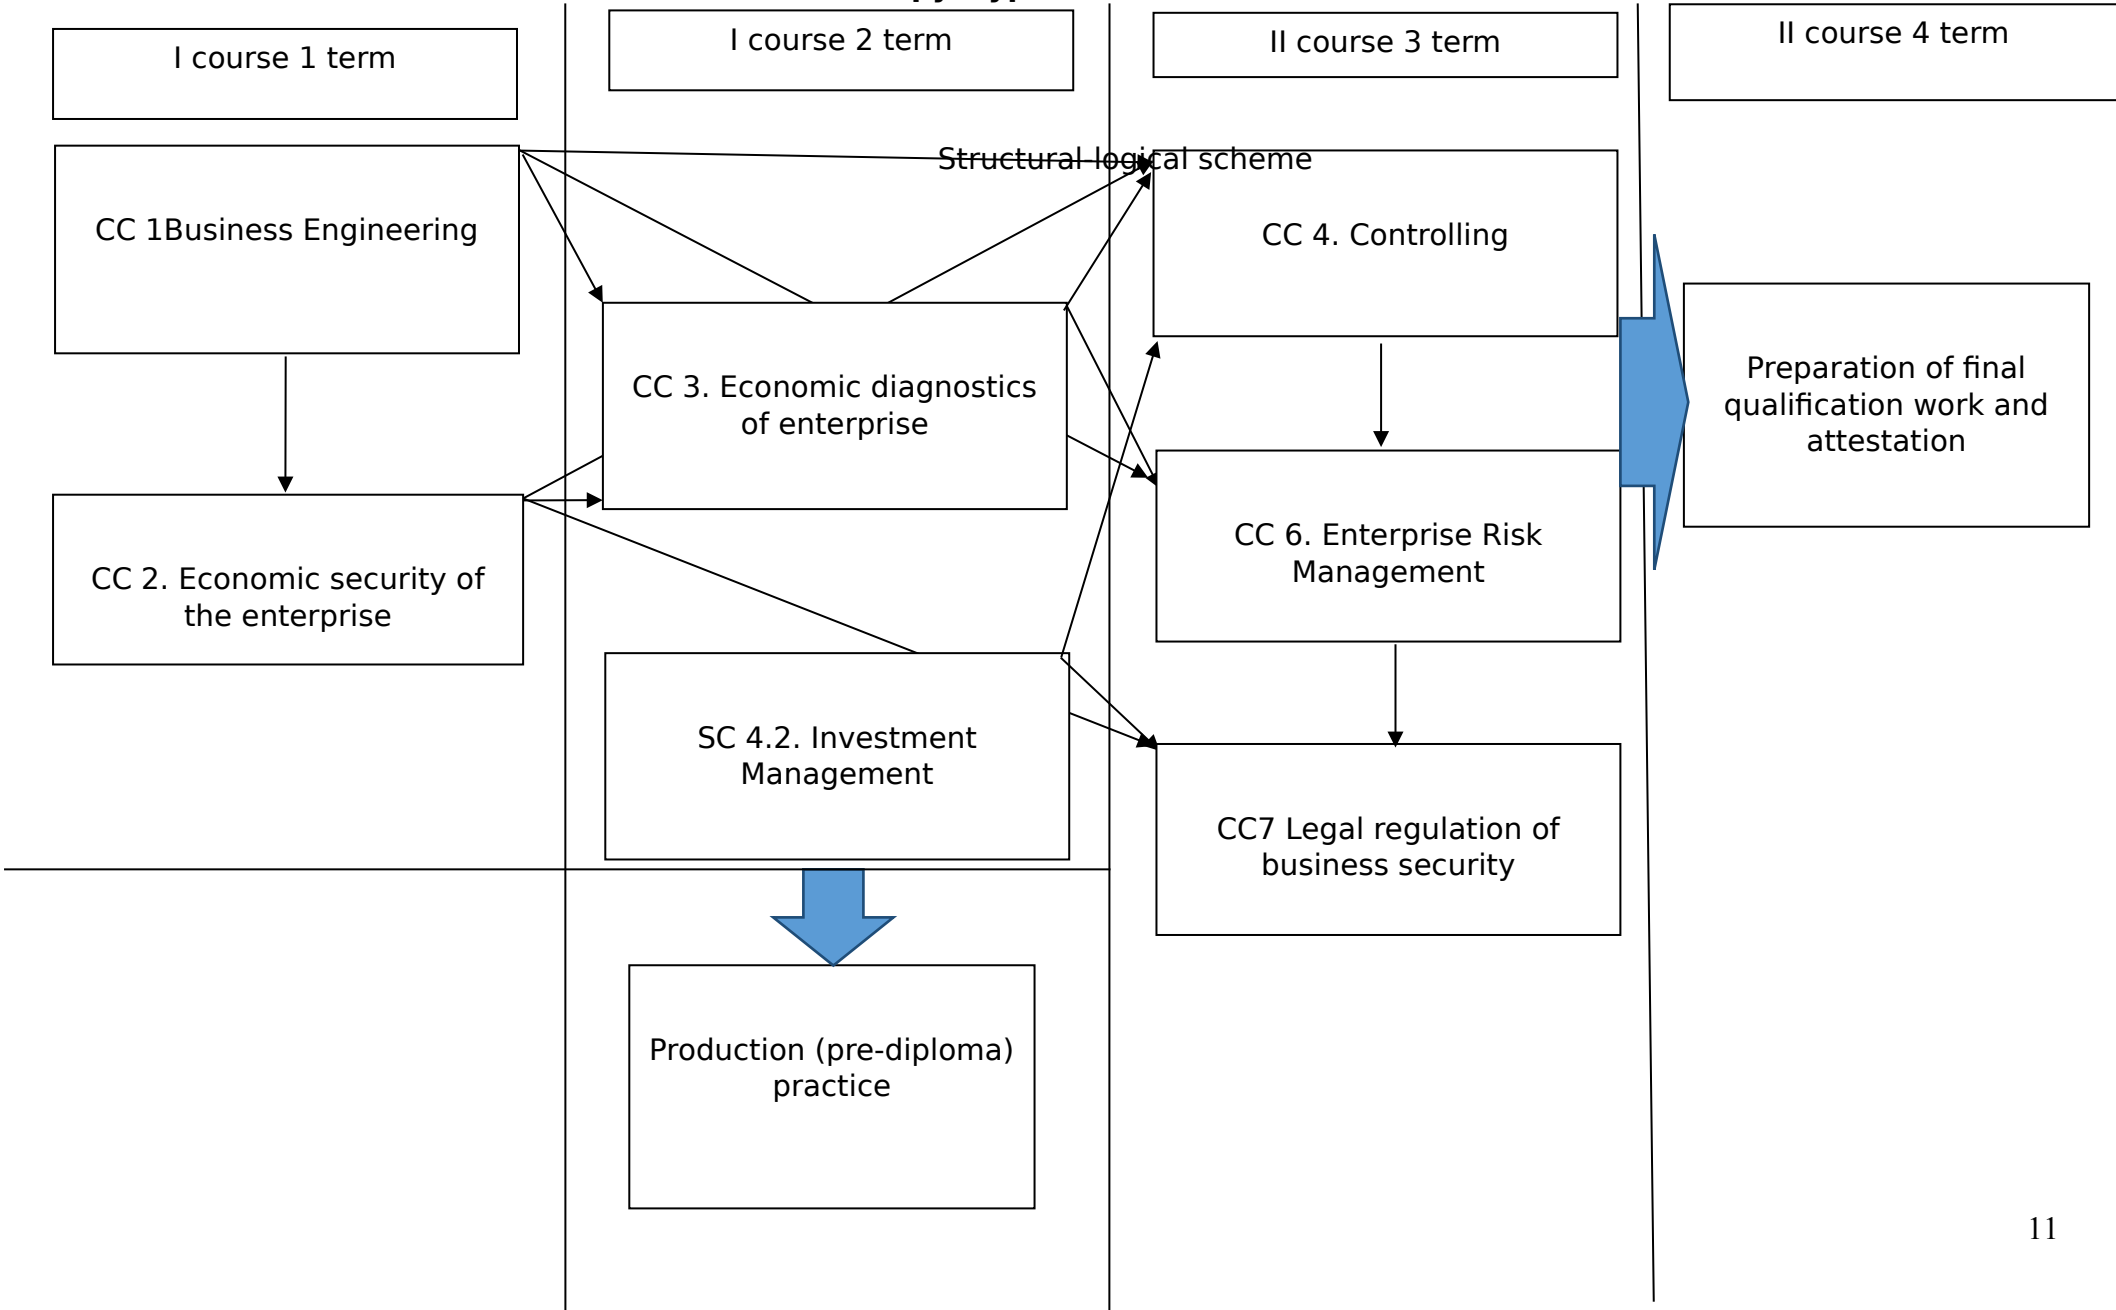 I course 1 term
I course 2 term
II course 3 term
II course 4 term
Structural-logical scheme
CC 1Business Engineering
CC 4. Controlling
CC 3. Economic diagnostics
of enterprise
Preparation of final
qualification work and
attestation
CC 2. Economic security of
the enterprise
CC 6. Enterprise Risk
Management
SC 4.2. Investment
Management
CC7 Legal regulation of
business security
Production (pre-diploma)
practice
11